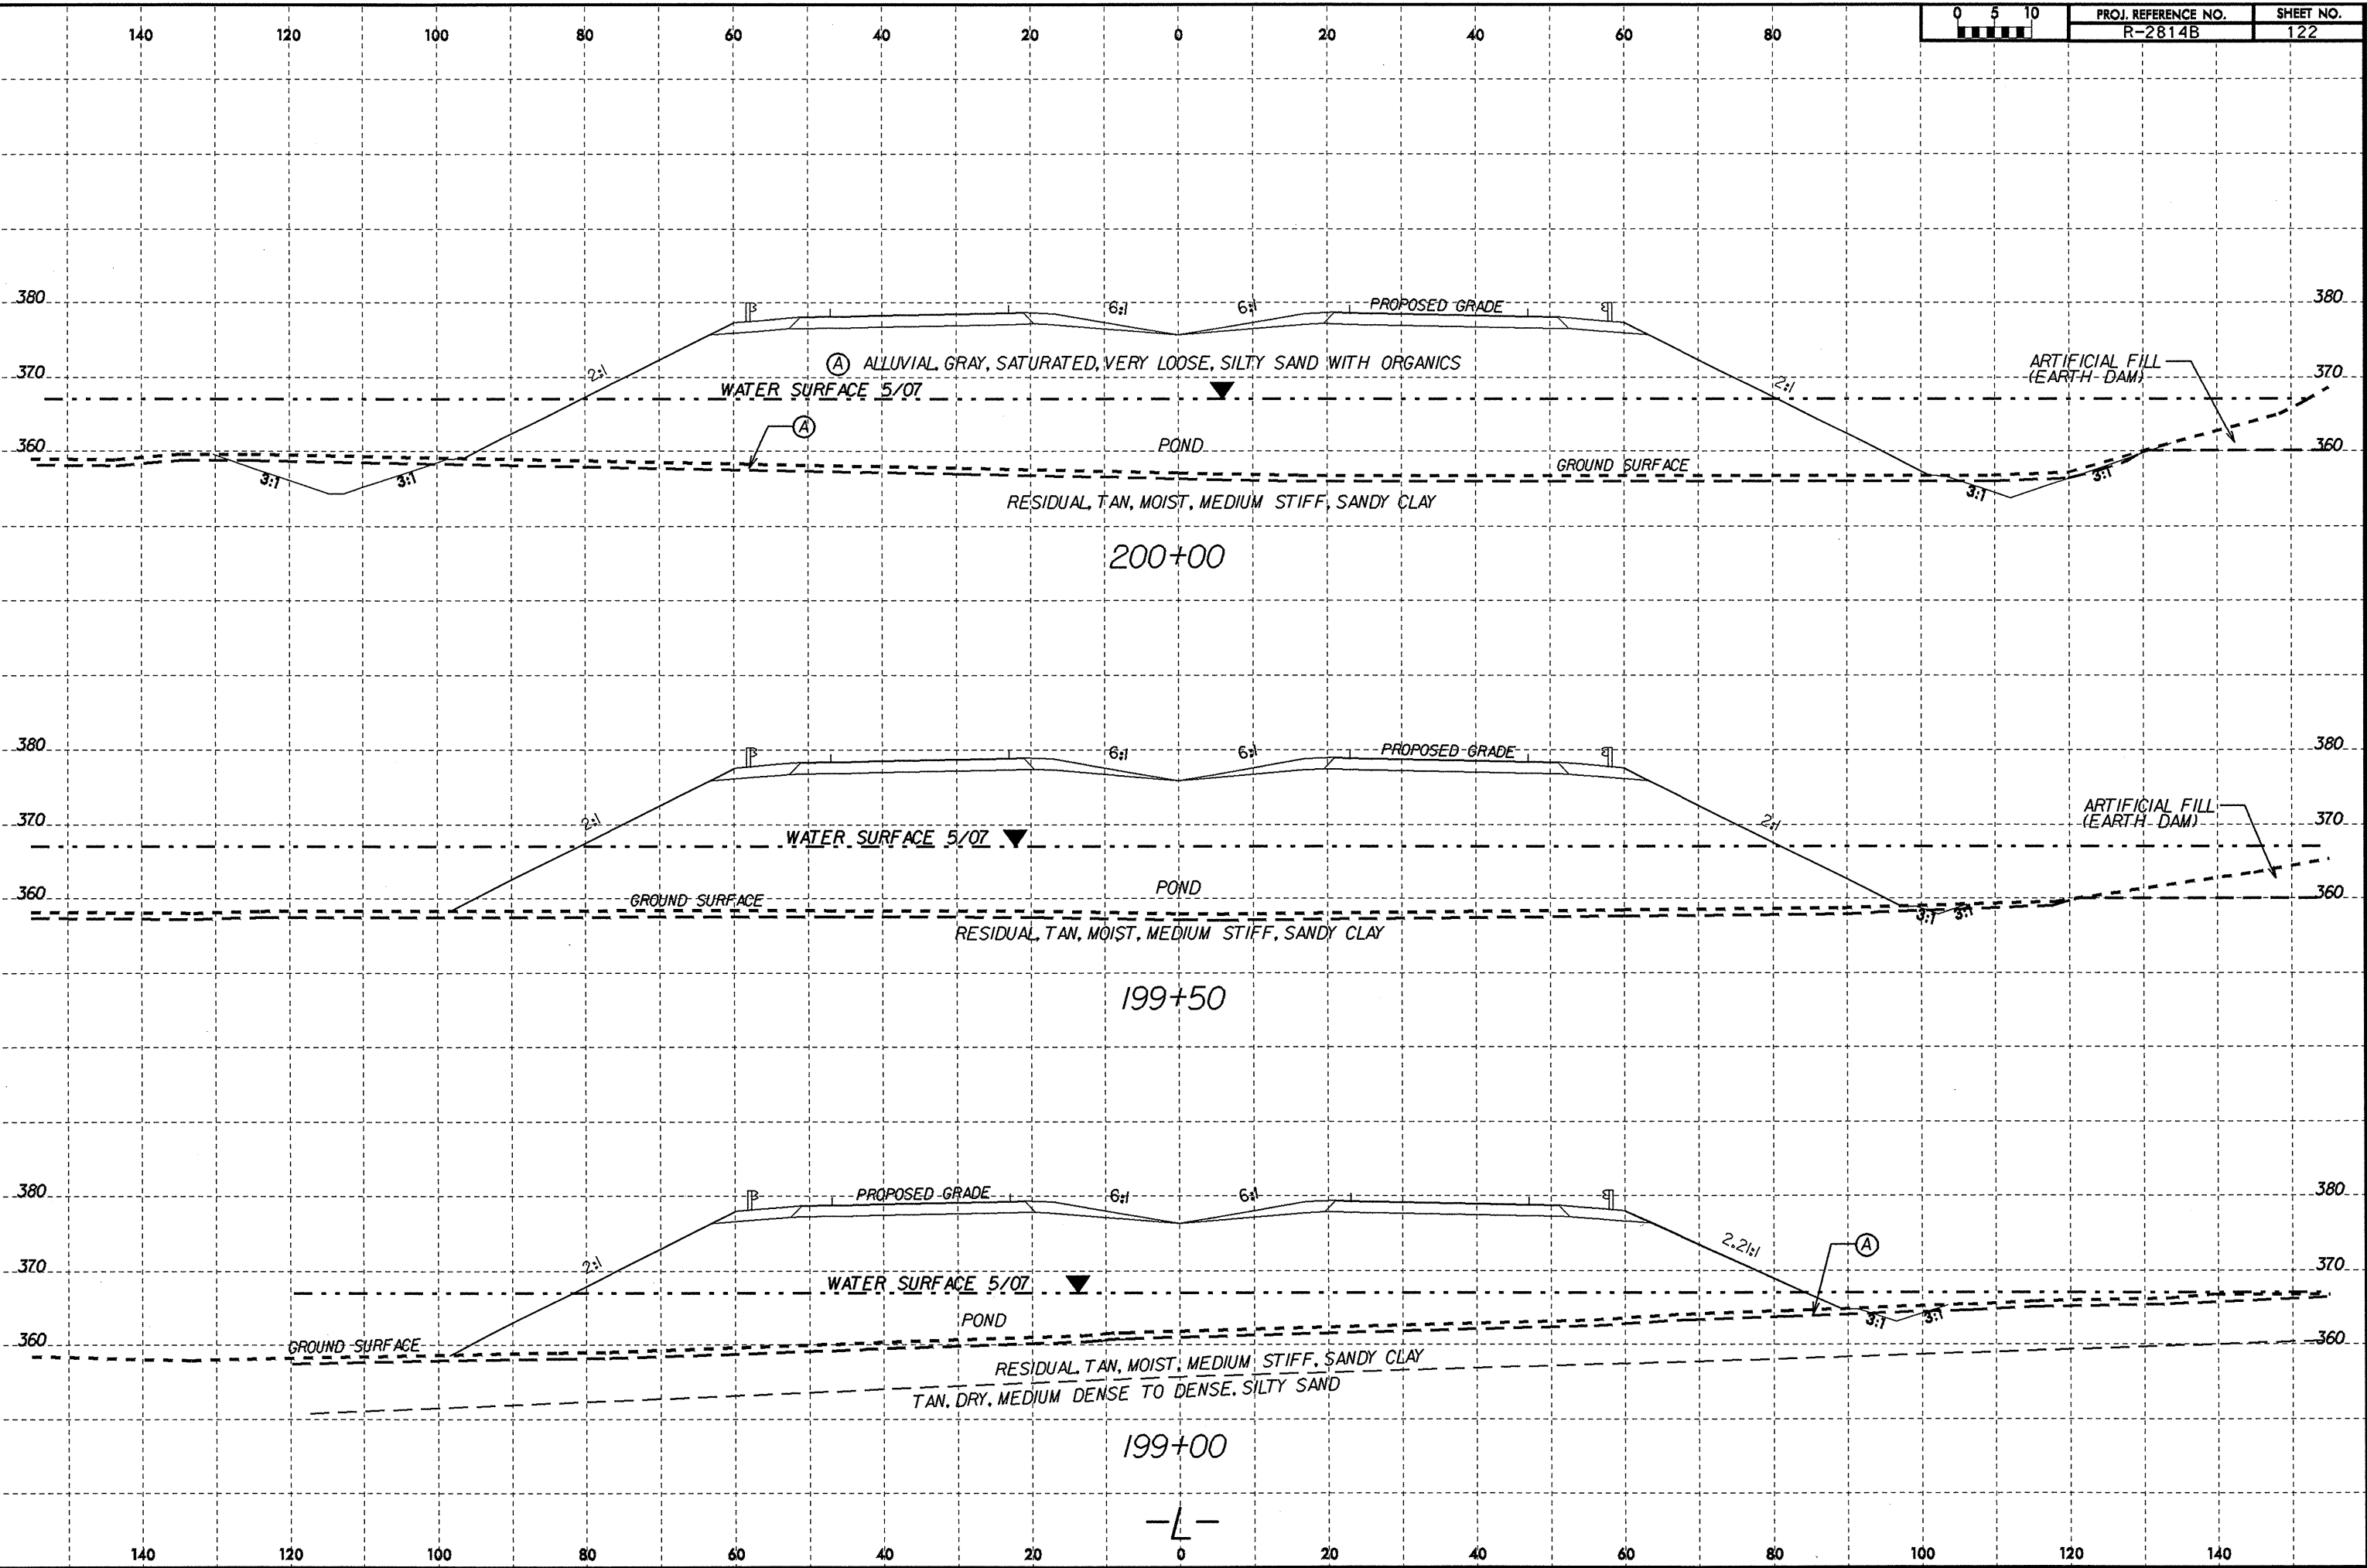 0 5 10
PROJ. REFERENCE NO. SHEET NO.
R-2814B 122
140 120 100 80 60 40 20 0 20 40 60 80
380 6:1 6:1 PROPOSED GRADE 380
Ⓐ ALLUVIAL, GRAY, SATURATED, VERY LOOSE, SILTY SAND WITH ORGANICS
ARTIFICIAL FILL
(EARTH DAM)
370 2:1 2:1 370
WATER SURFACE 5/07
Ⓐ
360 POND 360
GROUND SURFACE
3:1 3:1 3:1 3:1
RESIDUAL, TAN, MOIST, MEDIUM STIFF, SANDY CLAY
200+00
380 6:1 6:1 PROPOSED GRADE 380
ARTIFICIAL FILL
(EARTH DAM)
370 2:1 2:1 370
WATER SURFACE 5/07
360 POND 360
GROUND SURFACE
3:1 3:1
RESIDUAL, TAN, MOIST, MEDIUM STIFF, SANDY CLAY
199+50
380 PROPOSED GRADE 6:1 6:1 380
2.21:1 Ⓐ
370 2:1 370
WATER SURFACE 5/07
POND
3:1 3:1
360 GROUND SURFACE 360
RESIDUAL, TAN, MOIST, MEDIUM STIFF, SANDY CLAY
TAN, DRY, MEDIUM DENSE TO DENSE, SILTY SAND
199+00
-L-
140 120 100 80 60 40 20 0 20 40 60 80 100 120 140